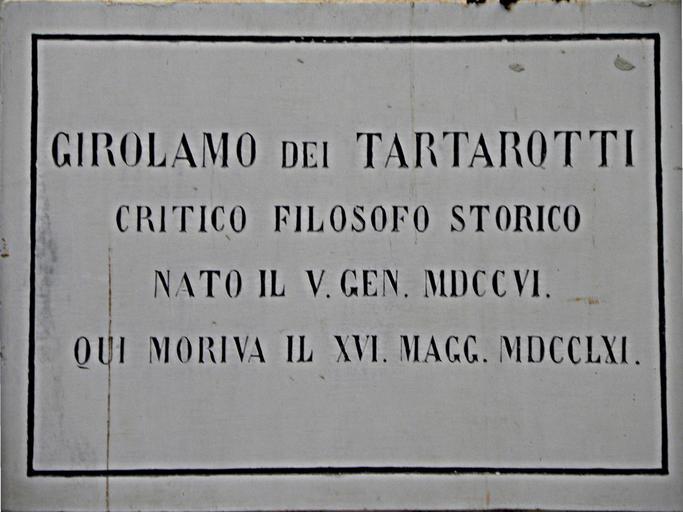 GIROLAMO DEI TARTAROTTI
CRITICO FILOSOFO STORICO
NATO IL V. GEN. MDCCVI.
QUI MORIVA IL XVI. MAGG. MDCCLXI.